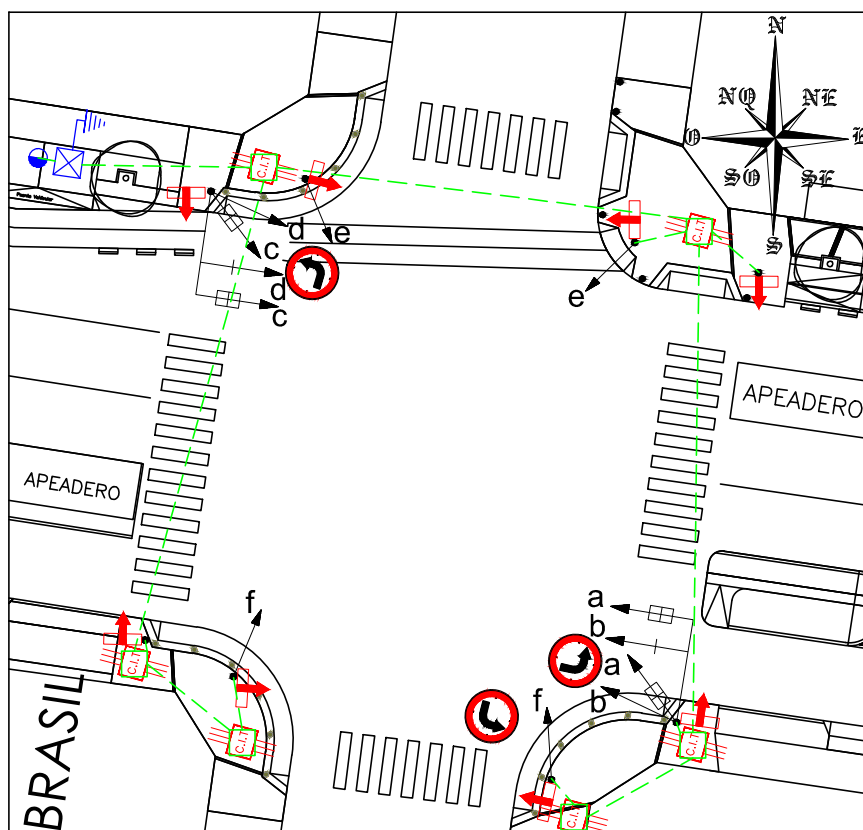 N
NO
NE
O
E
SO
SE
S
C.I.T.
C.I.T.
d
e
c
d
c
e
APEADERO
APEADERO
a
b
a
b
f
f
C.I.T.
C.I.T.
C.I.T.
C.I.T.
BRASIL